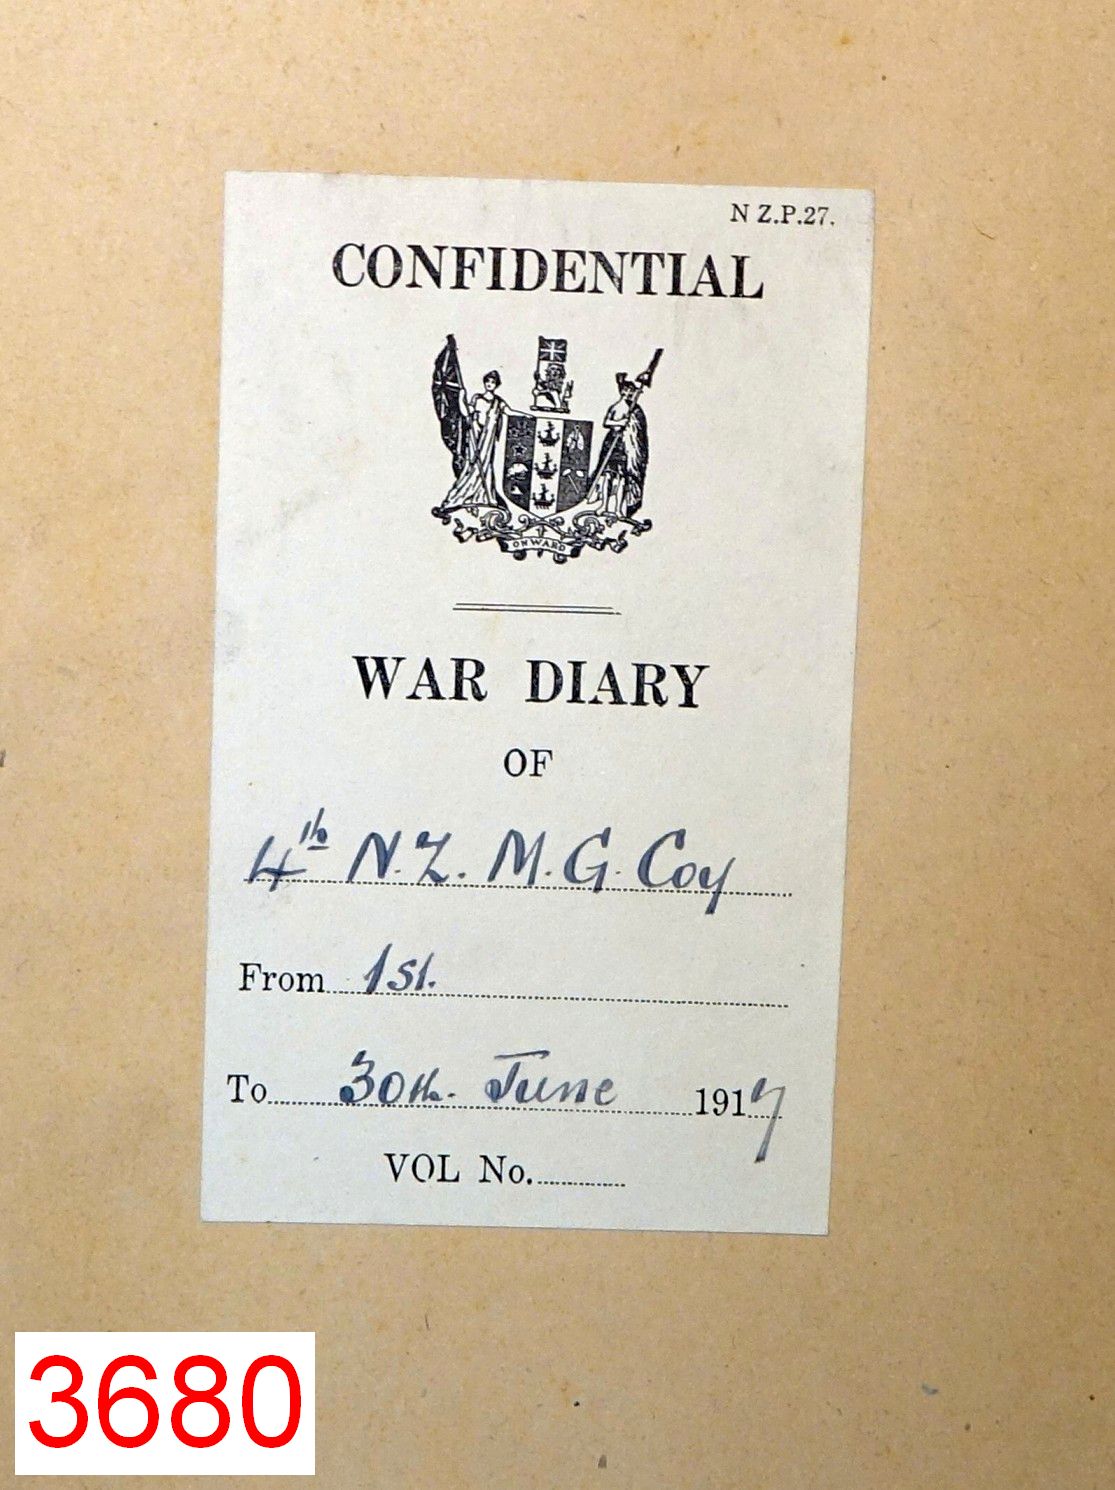 N Z.P.27.
CONFIDENTIAL
ONWARD
WAR DIARY
OF
4th N.Z. M.G. Coy
From 1st.
To 30th. June 1917
VOL No.
3680